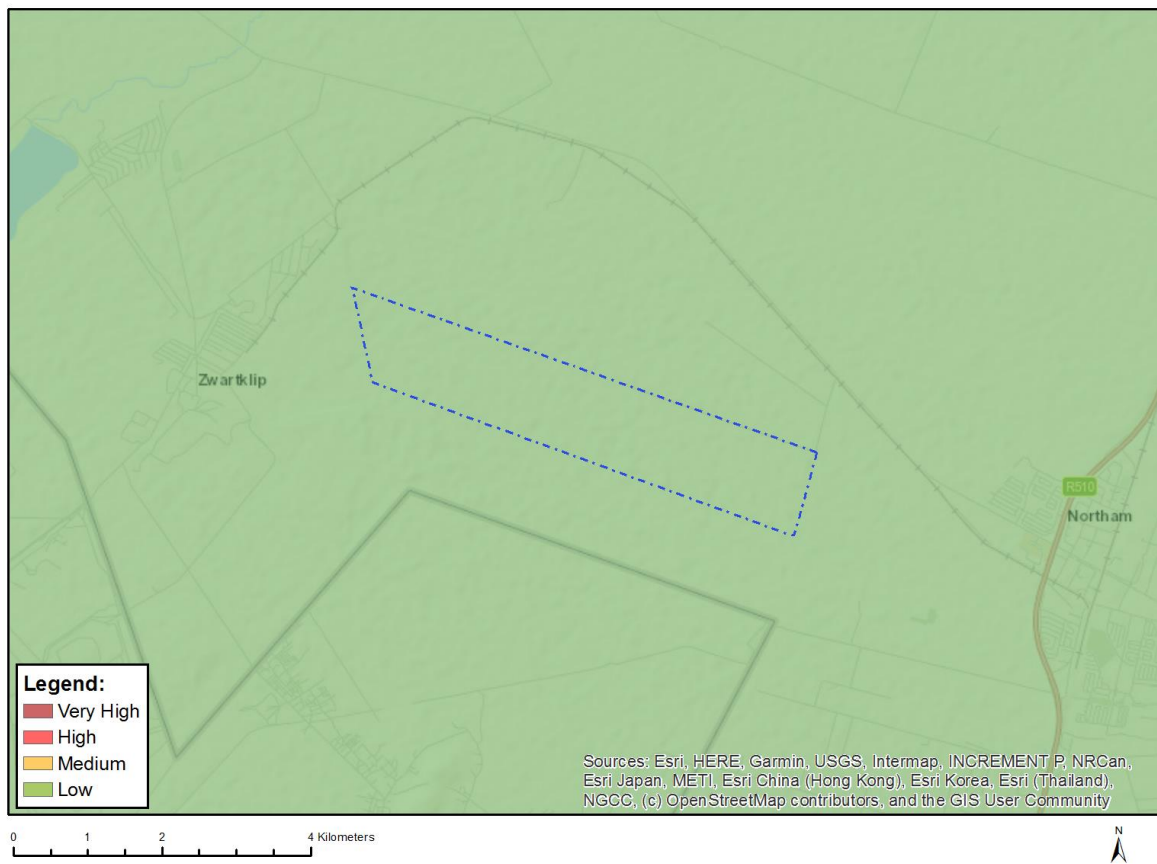 Zwartklip
R510
Northam
Legend:
Very High
High
Medium
Low
Sources: Esri, HERE, Garmin, USGS, Intermap, INCREMENT P, NRCan,
Esri Japan, METI, Esri China (Hong Kong), Esri Korea, Esri (Thailand),
NGCC, (c) OpenStreetMap contributors, and the GIS User Community
0 1 2 4 Kilometers
N